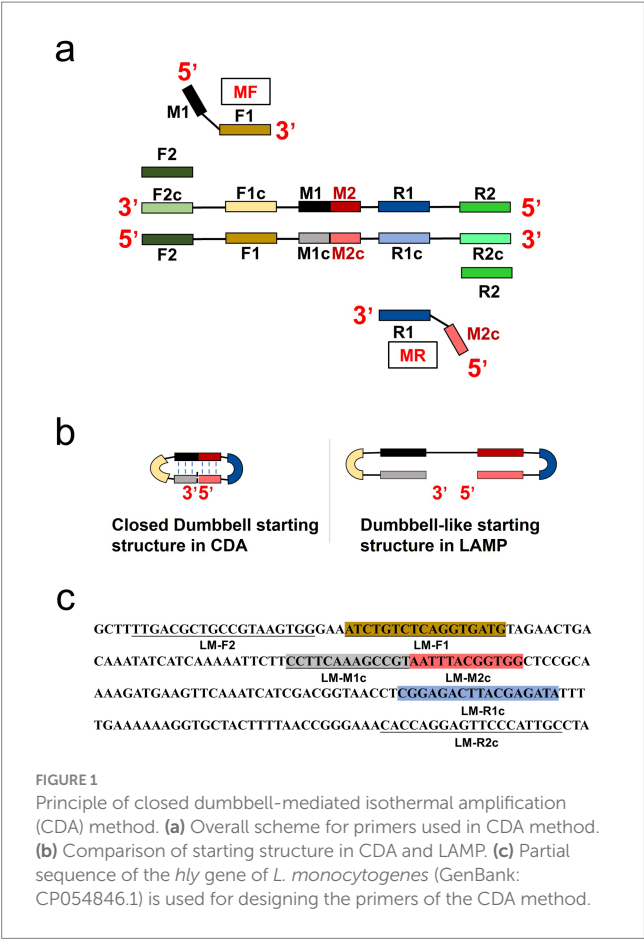 a
5’
MF
M1
F1
3’
F2
F2c F1c M1 M2 R1 R2
3’ 5’
5’ 3’
F2 F1 M1c M2c R1c R2c
R2
3’
R1 M2c
MR
5’
b
3’ 5’
3’ 5’
Closed Dumbbell starting
structure in CDA
Dumbbell-like starting
structure in LAMP
c
GCTTTTGACGCTGCCGTAAGTGGGAAATCTGTCTCAGGTGATGTAGAACTGA
LM-F2 LM-F1
CAAATATCATCAAAAATTCTTCCTTCAAAGCCGTAATTTACGGTGGCTCCGCA
LM-M1c LM-M2c
AAAGATGAAGTTCAAATCATCGACGGTAACCTCGGAGACTTACGAGATATTT
LM-R1c
TGAAAAAAGGTGCTACTTTTAACCGGGAAACACCAGGAGTTCCCATTGCCTA
LM-R2c
FIGURE 1
Principle of closed dumbbell-mediated isothermal amplification
(CDA) method. (a) Overall scheme for primers used in CDA method.
(b) Comparison of starting structure in CDA and LAMP. (c) Partial
sequence of the hly gene of L. monocytogenes (GenBank:
CP054846.1) is used for designing the primers of the CDA method.